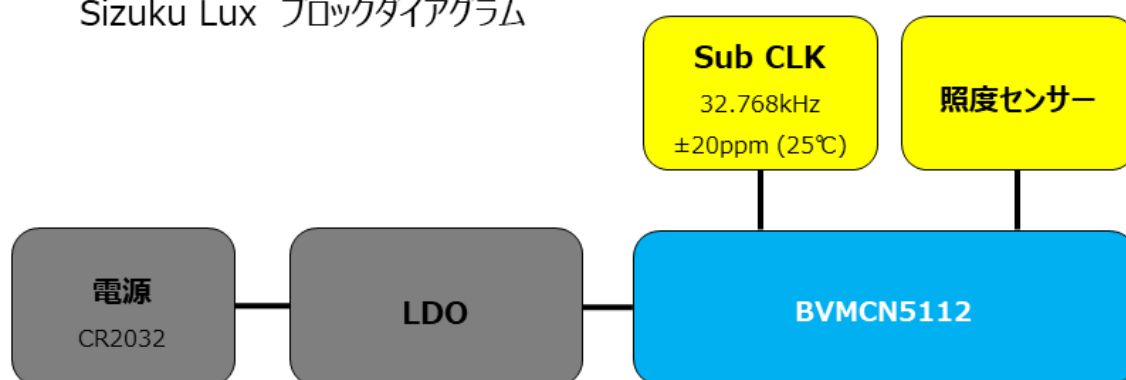 Sizuku Lux ブロックダイアグラム
Sub CLK
32.768kHz
±20ppm (25℃)
照度センサー
電源
CR2032
LDO
BVMCN5112